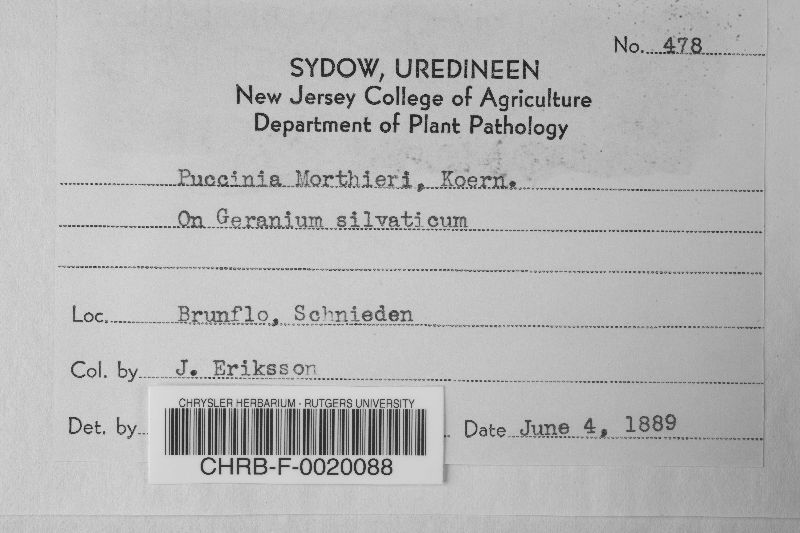 No. 478
SYDOW, UREDINEEN
New Jersey College of Agriculture
Department of Plant Pathology
Puccinia Morthieri, Koern.
On Geranium silvaticum
Loc. Brunflo, Schnieden
Col. by J. Eriksson
Det. by
Date June 4, 1889
CHRYSLER HERBARIUM - RUTGERS UNIVERSITY
CHRB-F-0020088